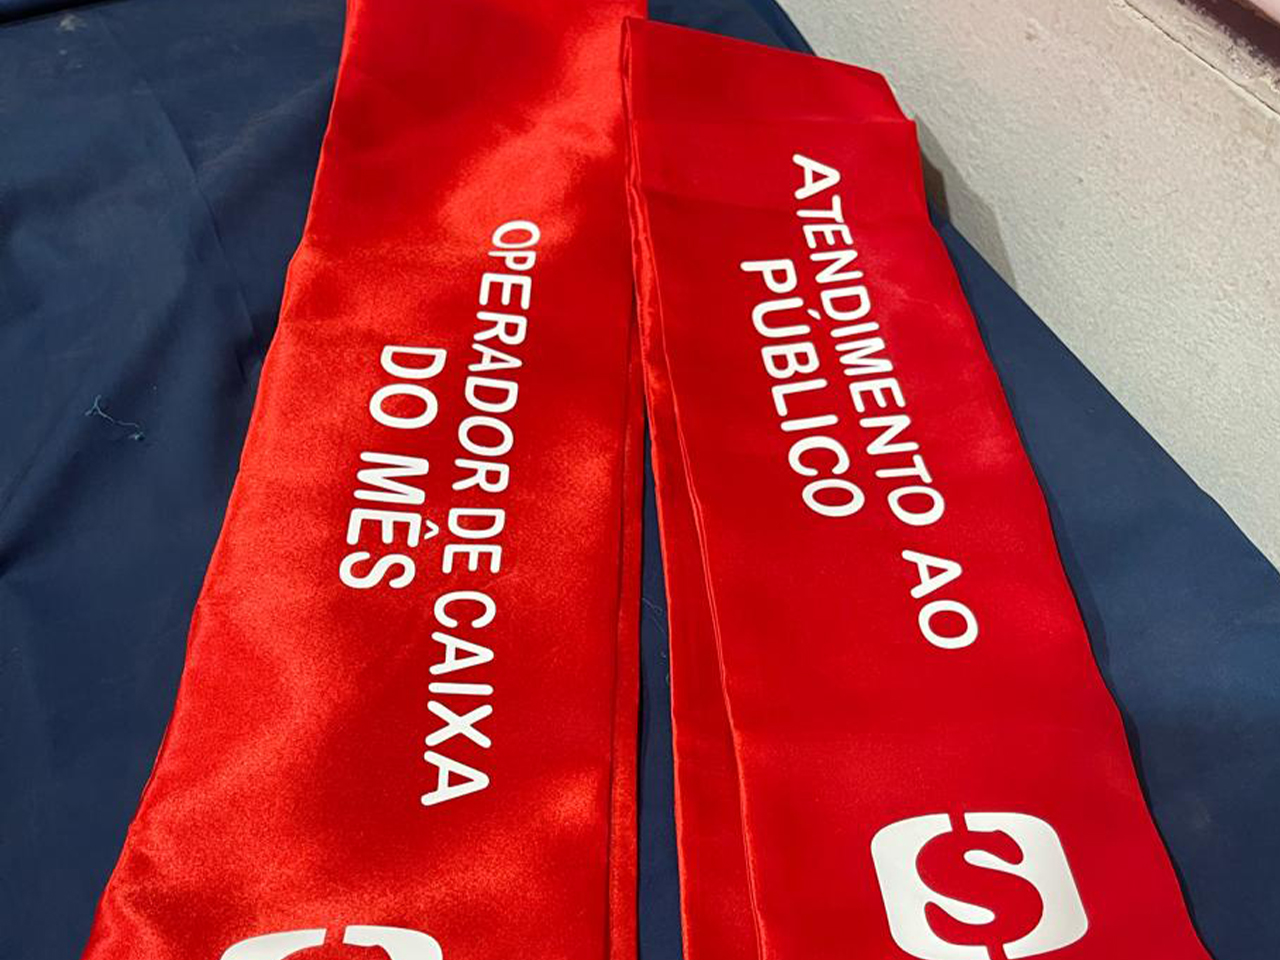 OPERADOR DE CAIXA
DO MÊS
ATENDIMENTO AO
PÚBLICO
S